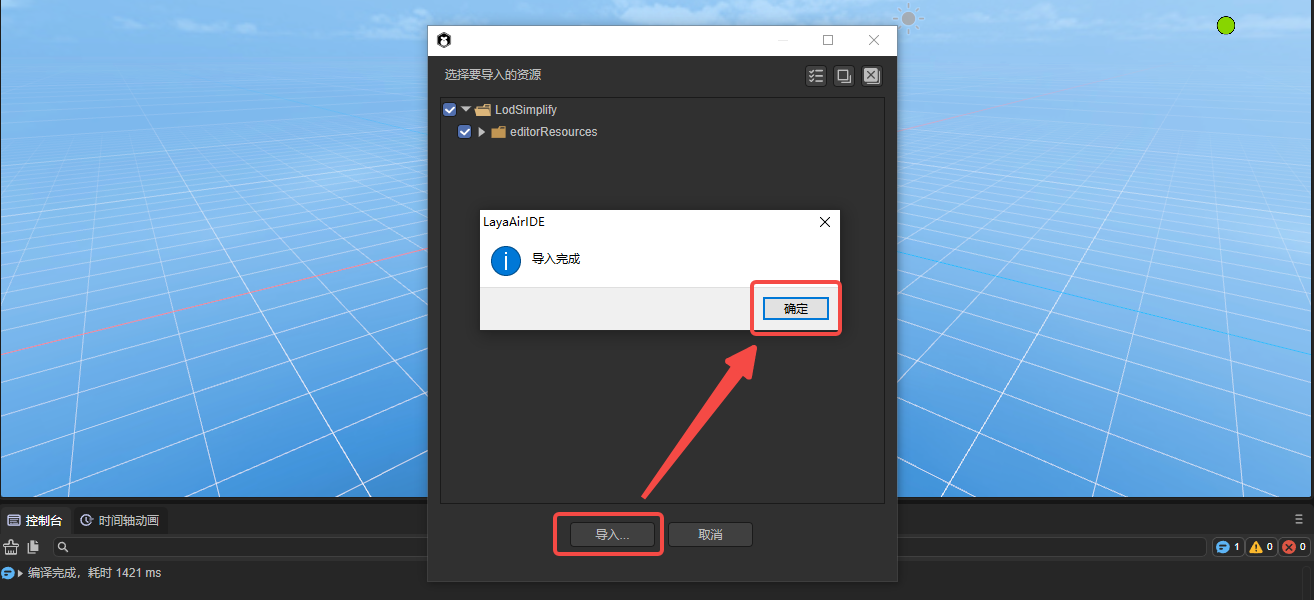 选择要导入的资源
LodSimplify
editorResources
LayaAirIDE
导入完成
确定
导入...
取消
控制台
时间轴动画
1
0
0
编译完成，耗时 1421 ms